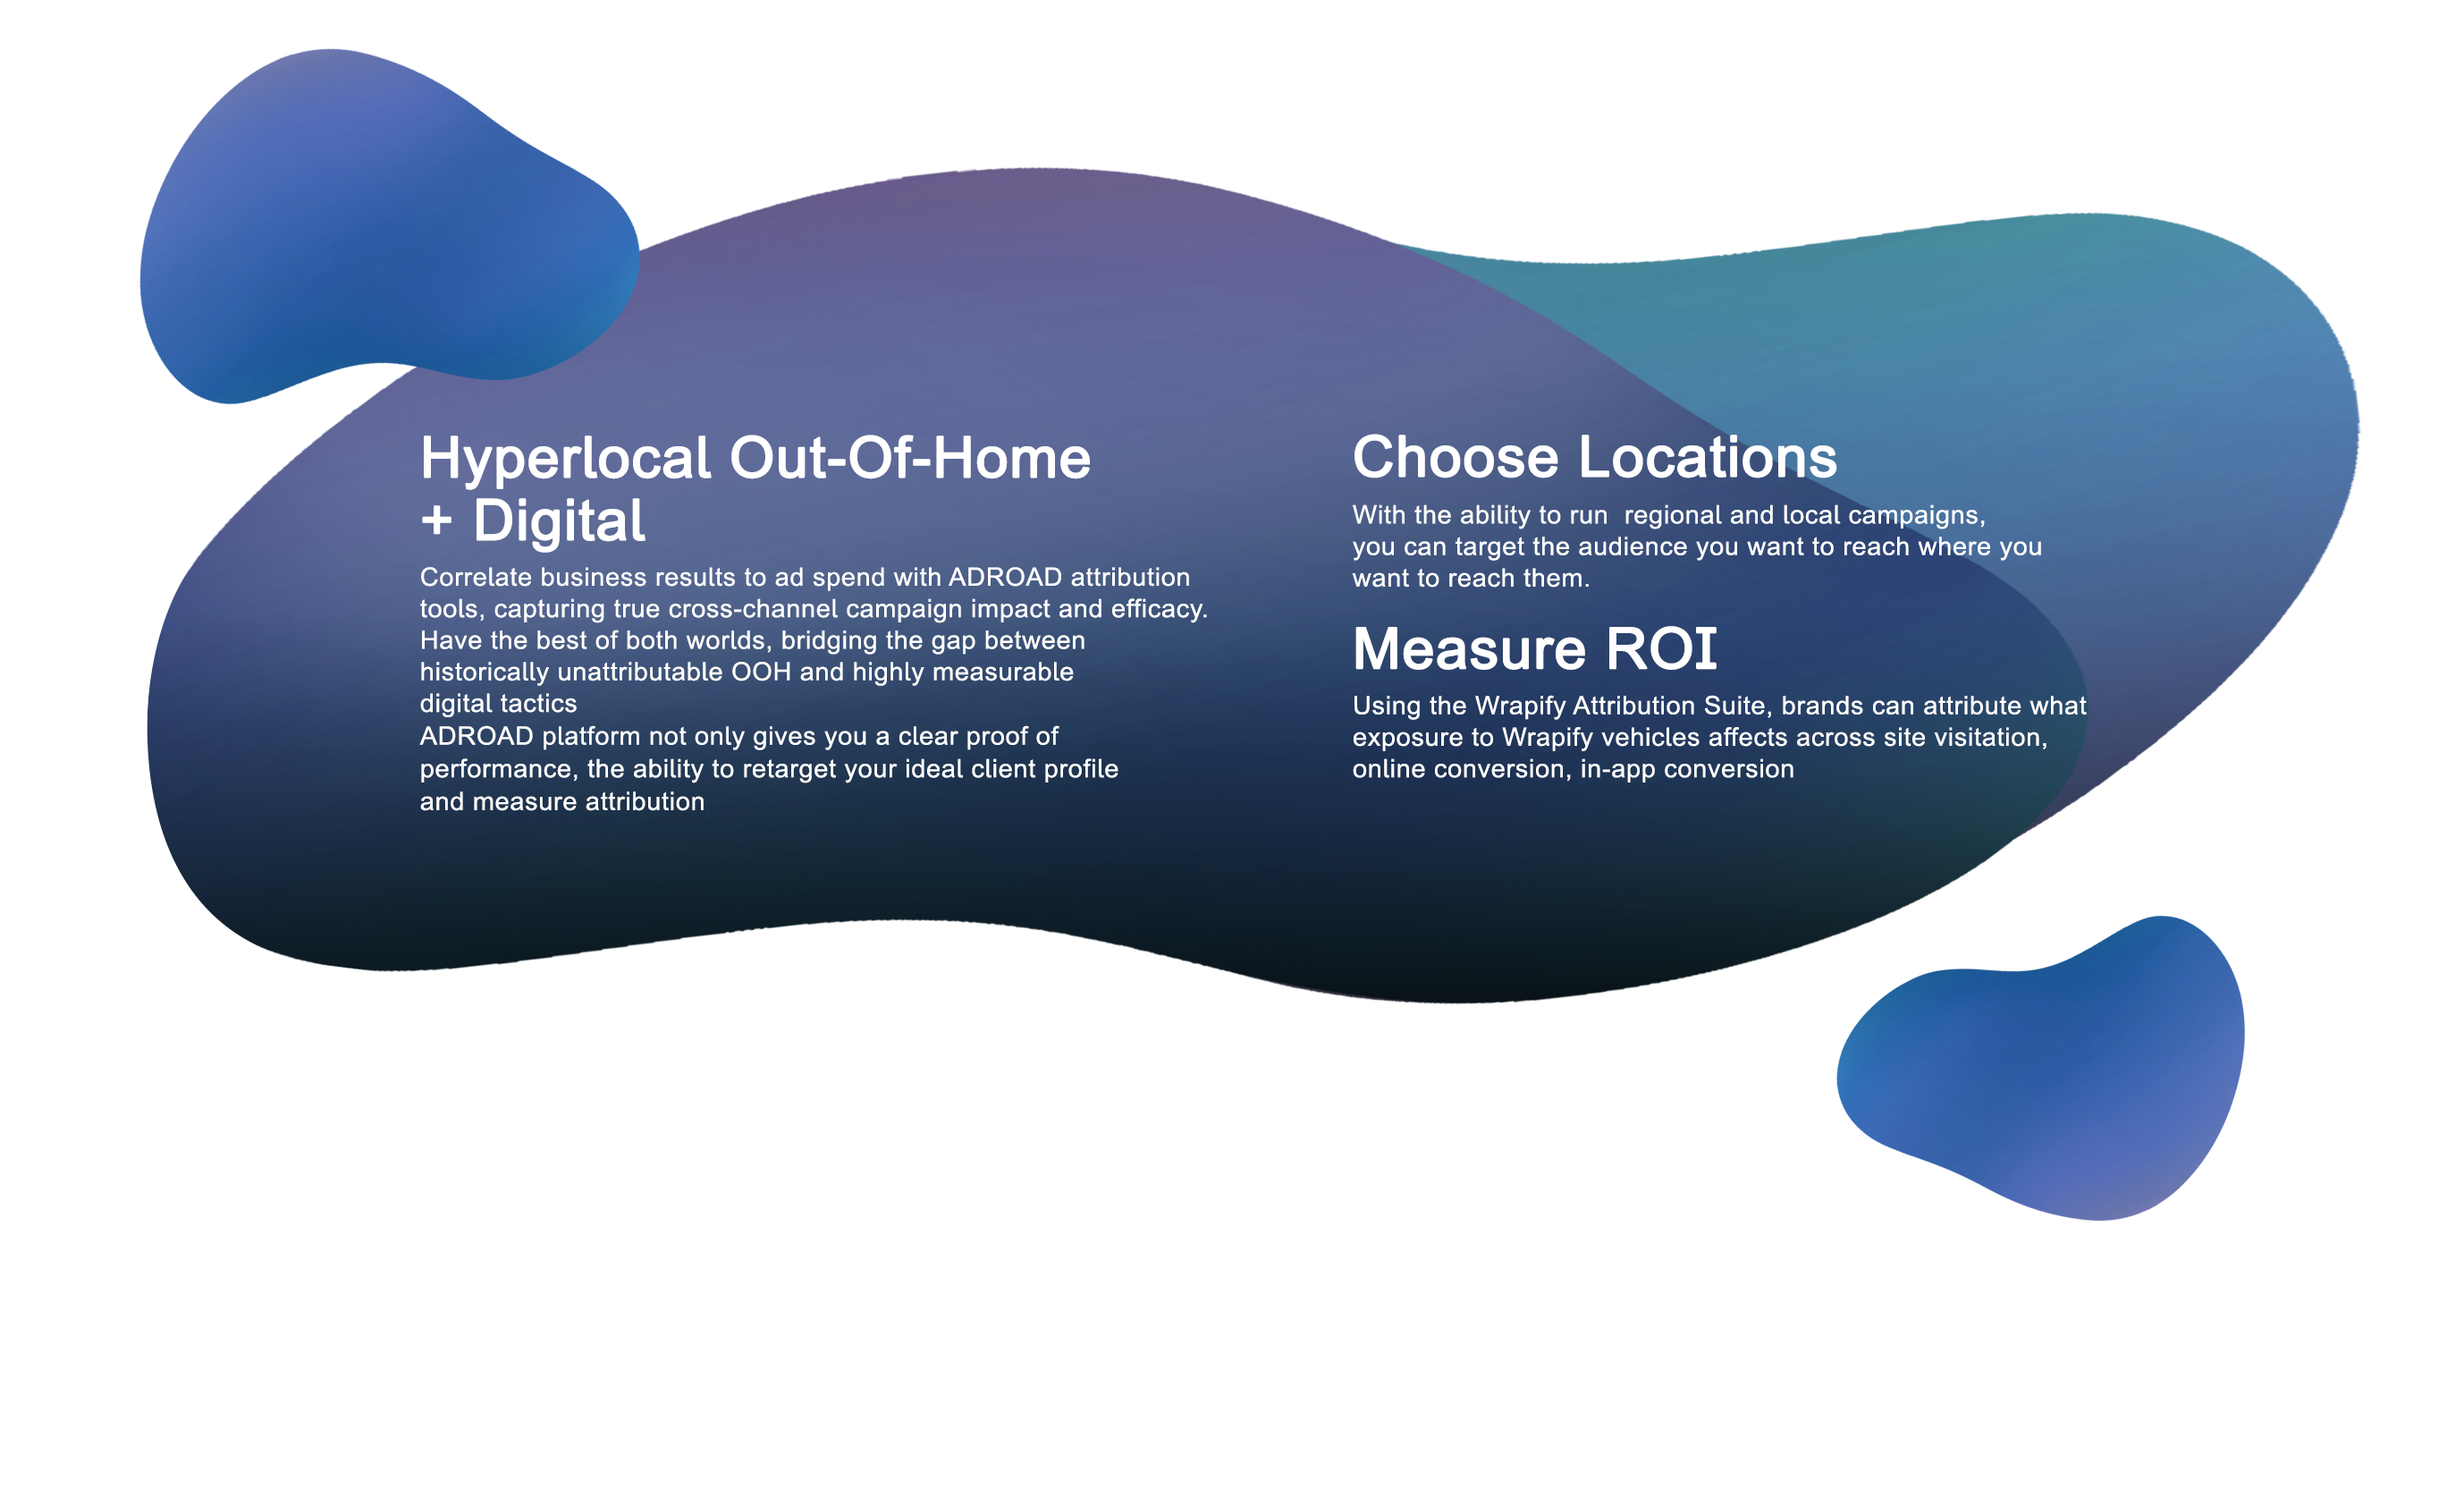 Hyperlocal Out-Of-Home
+ Digital
Correlate business results to ad spend with ADROAD attribution
tools, capturing true cross-channel campaign impact and efficacy.
Have the best of both worlds, bridging the gap between
historically unattributable OOH and highly measurable
digital tactics
ADROAD platform not only gives you a clear proof of
performance, the ability to retarget your ideal client profile
and measure attribution
Choose Locations
With the ability to run  regional and local campaigns,
you can target the audience you want to reach where you
want to reach them.
Measure ROI
Using the Wrapify Attribution Suite, brands can attribute what
exposure to Wrapify vehicles affects across site visitation,
online conversion, in-app conversion